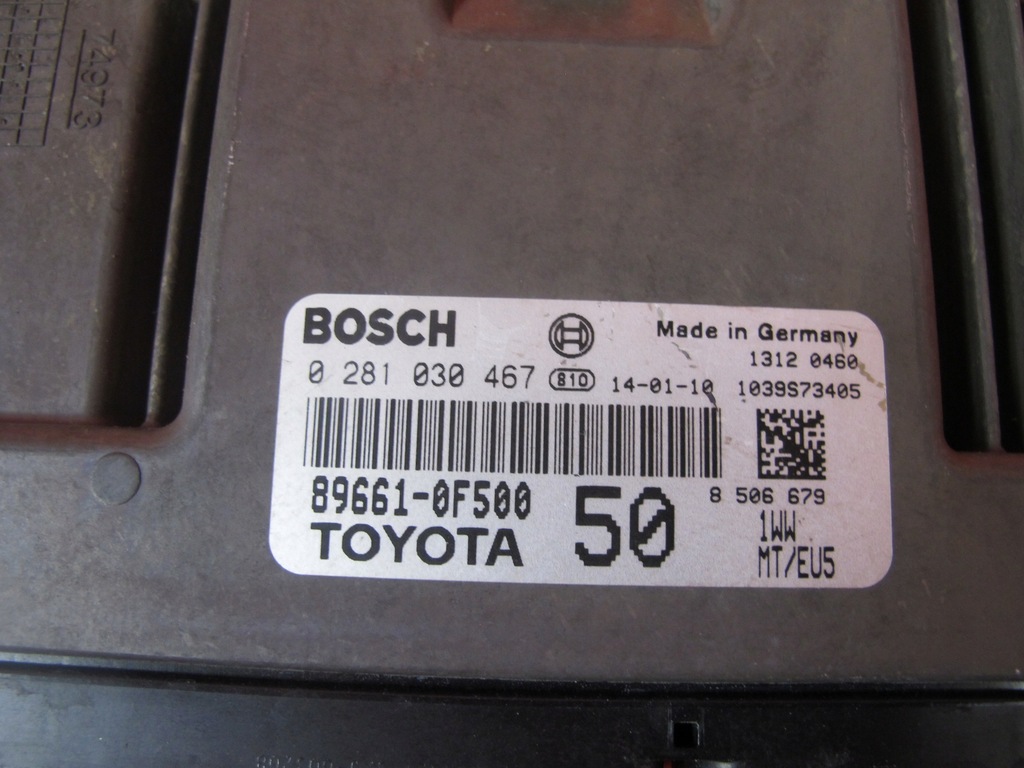 74973
BOSCH
Made in Germany
1312 0460
0 281 030 467 810 14-01-10 1039S73405
89661-0F500
50
8 506 679
TOYOTA
1WW
MT/EU5